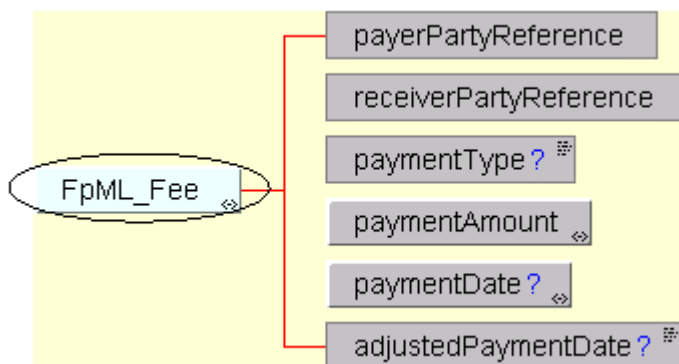 payerPartyReference
receiverPartyReference
paymentType?
FpML_Fee
paymentAmount
paymentDate?
adjustedPaymentDate?